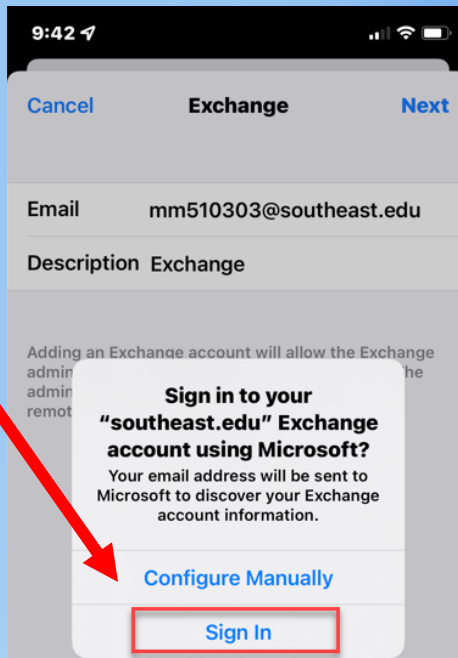 9:42
Cancel Exchange Next
Email mm510303@southeast.edu
Description Exchange
Adding an Exchange account will allow the Exchange
admin he
admin
remot
Sign in to your
“southeast.edu” Exchange
account using Microsoft?
Your email address will be sent to
Microsoft to discover your Exchange
account information.
Configure Manually
Sign In